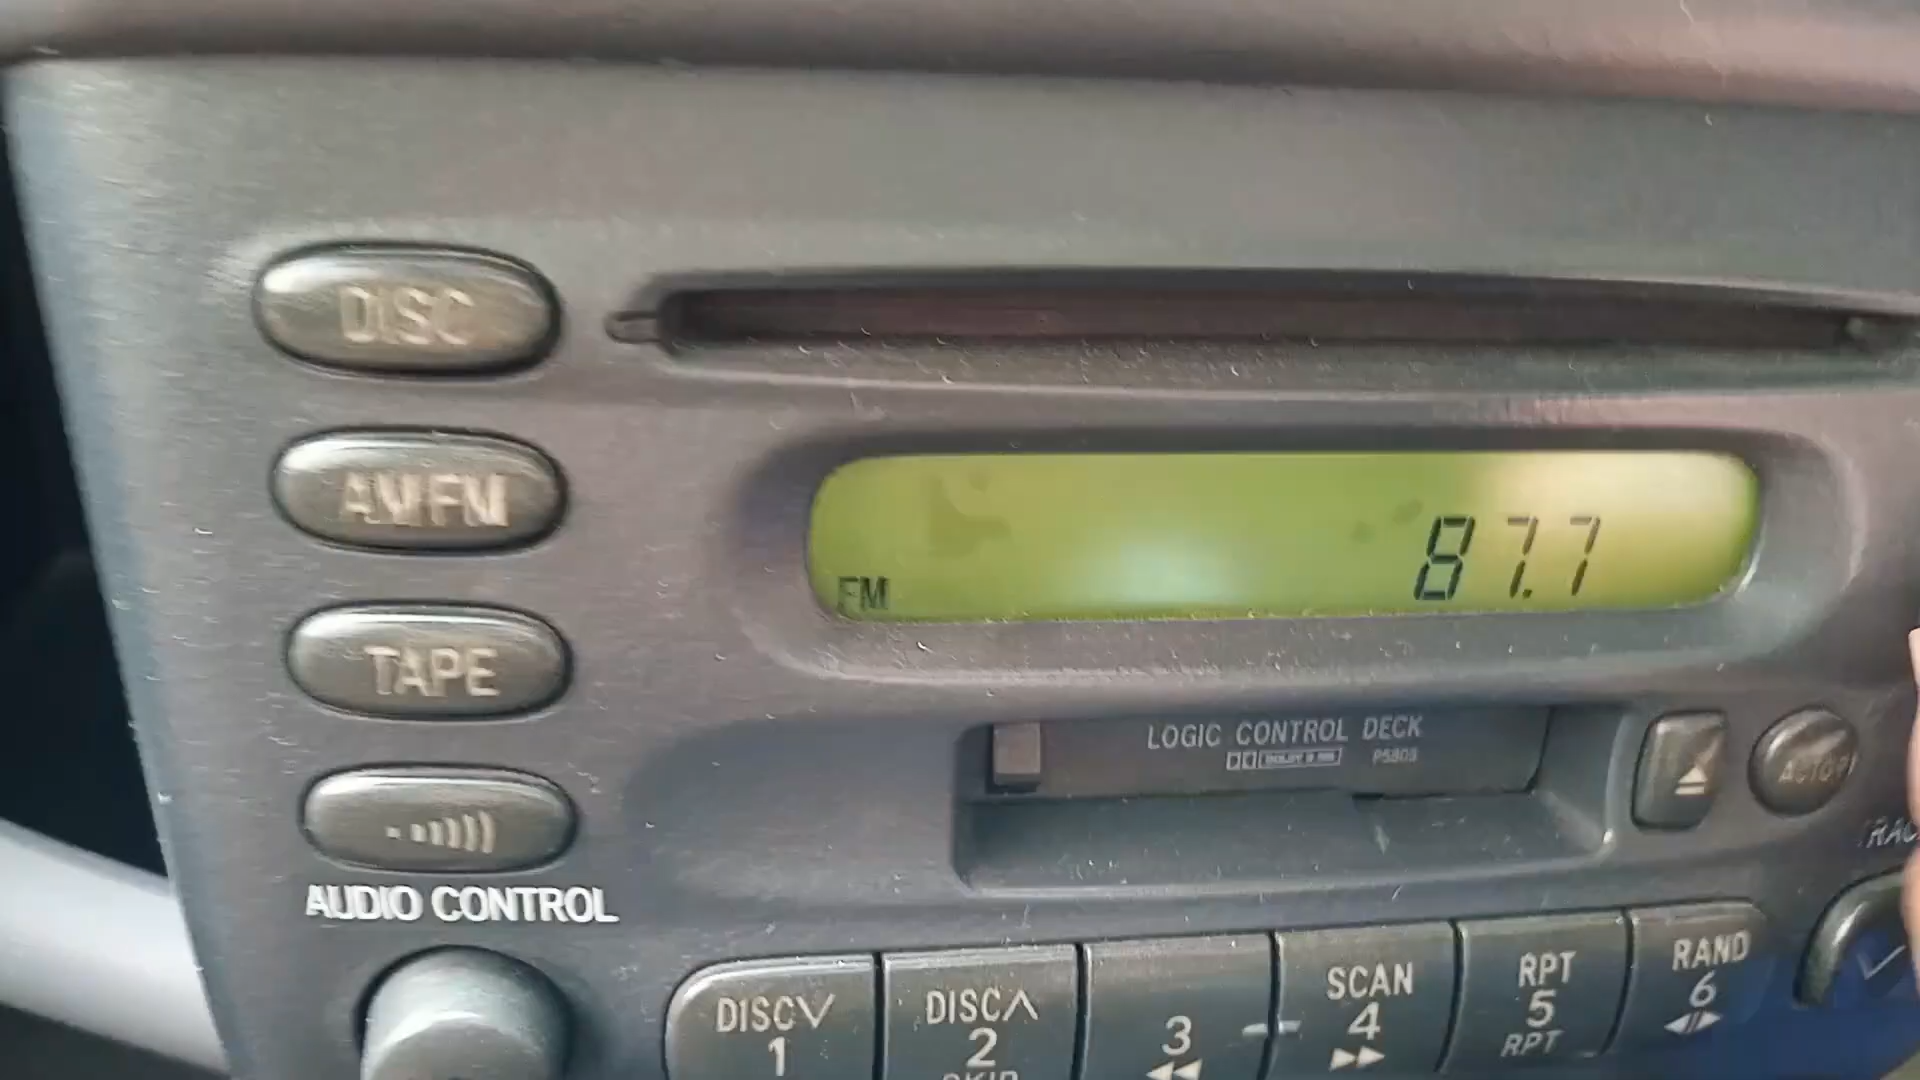 DISC
AM FM
FM
87.7
TAPE
LOGIC CONTROL DECK
P5803
AUDIO CONTROL
DISC
1
DISC
2
3
SCAN
4
RPT
5
RPT
RAND
6